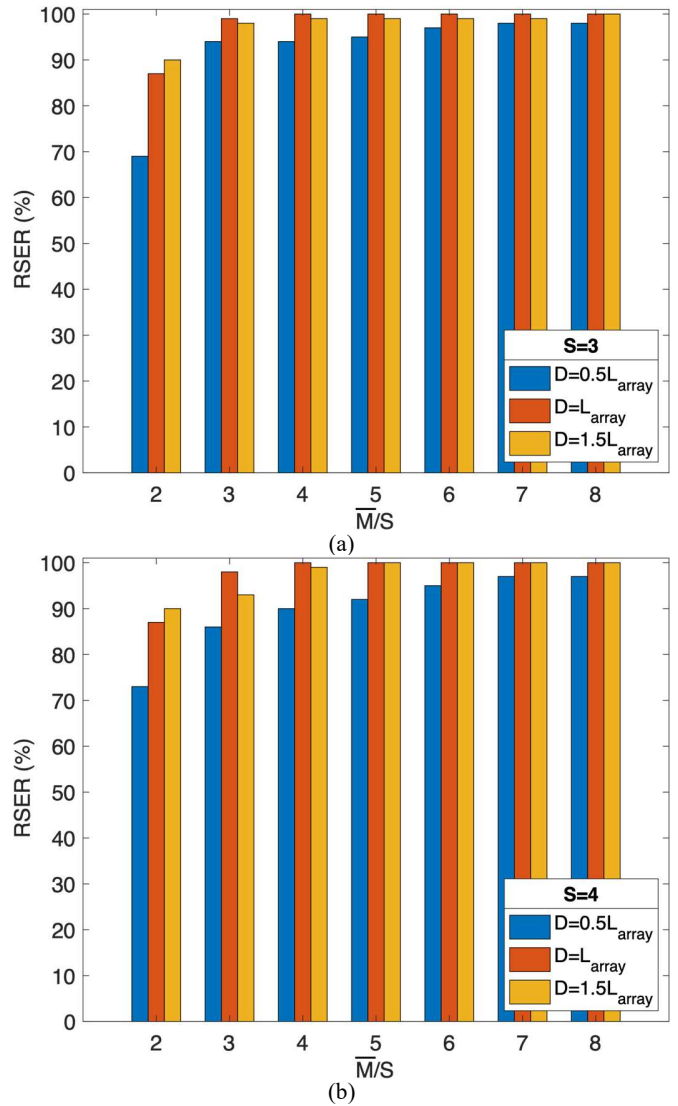 100
90
80
70
60
50
40
30
20
10
0
RSER (%)
S=3
D=0.5L_array
D=L_array
D=1.5L_array
2 3 4 5 6 7 8
M̅/S
(a)
100
90
80
70
60
50
40
30
20
10
0
RSER (%)
S=4
D=0.5L_array
D=L_array
D=1.5L_array
2 3 4 5 6 7 8
M̅/S
(b)